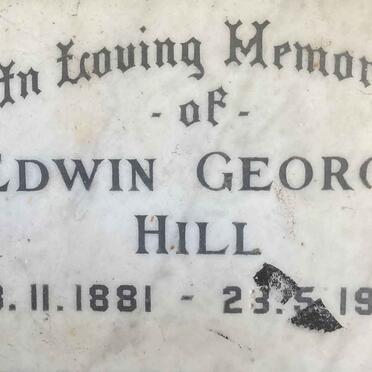 In Loving Memor
- of -
EDWIN GEORG
HILL
3.11.1881 - 23.5.19